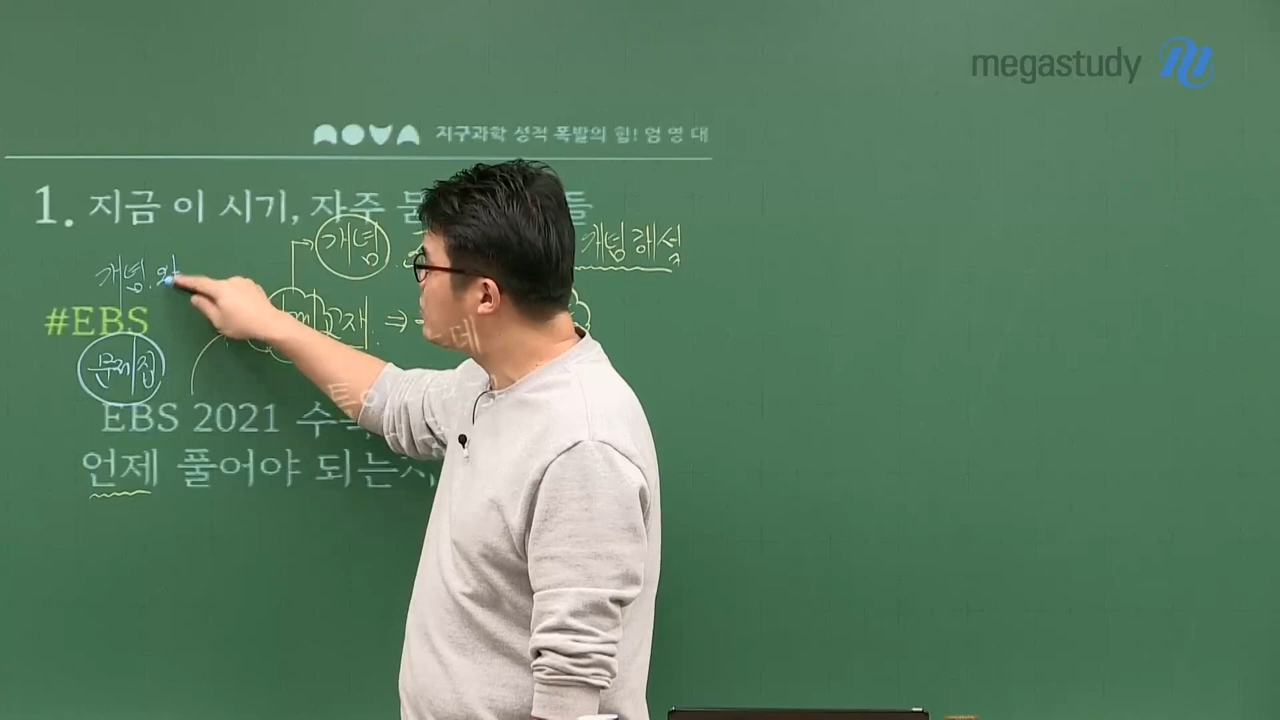 megastudy
지구과학 성적 폭발의 힘! 엄영대
1. 지금 이 시기, 자주 들
개념 개념 해설
개념.
교재. ⇒
#EBS
문제집
EBS 2021 수
언제 풀어야 되는지